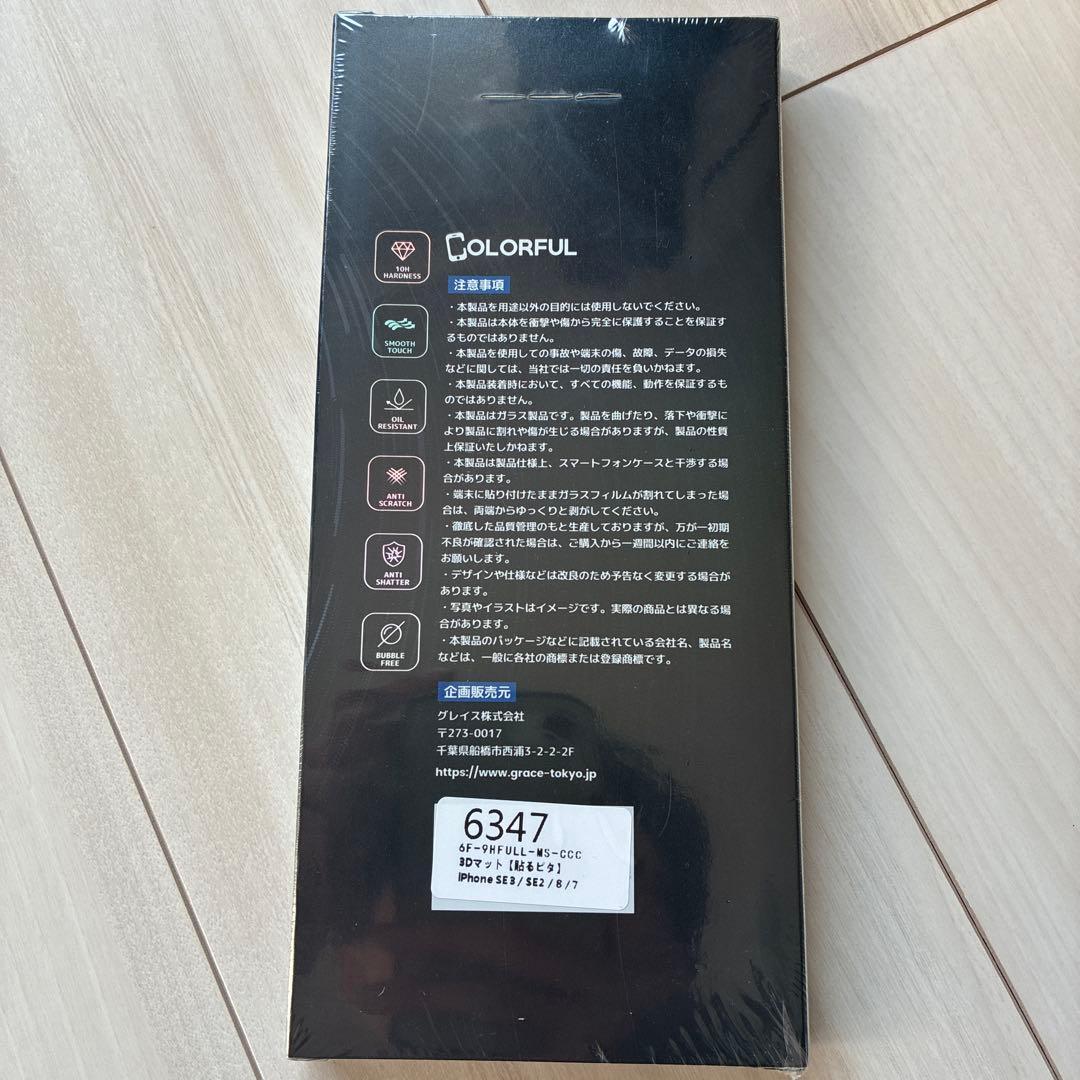 COLORFUL
10H
HARDNESS
SMOOTH
TOUCH
OIL
RESISTANT
ANTI
SCRATCH
ANTI
SHATTER
BUBBLE
FREE
注意事項
・本製品を用途以外の目的には使用しないでください。
・本製品は本体を衝撃や傷から完全に保護することを保証す
るものではありません。
・本製品を使用しての事故や端末の傷、故障、データの損失
などに関しては、当社では一切の責任を負いかねます。
・本製品装着時において、すべての機能、動作を保証するも
のではありません。
・本製品はガラス製品です。製品を曲げたり、落下や衝撃に
より製品に割れや傷が生じる場合がありますが、製品の性質
上保証いたしかねます。
・本製品は製品仕様上、スマートフォンケースと干渉する場
合があります。
・端末に貼り付けたままガラスフィルムが割れてしまった場
合は、両端からゆっくりと剥がしてください。
・徹底した品質管理のもと生産しておりますが、万が一初期
不良が確認された場合は、ご購入から一週間以内にご連絡を
お願いします。
・デザインや仕様などは改良のため予告なく変更する場合が
あります。
・写真やイラストはイメージです。実際の商品とは異なる場
合があります。
・本製品のパッケージなどに記載されている会社名、製品名
などは、一般に各社の商標または登録商標です。
企画販売元
グレイス株式会社
〒273-0017
千葉県船橋市西浦3-2-2-2F
https://www.grace-tokyo.jp
6347
6F-9HFULL-MS-CCC
3Dマット【貼るピタ】
iPhone SE3/SE2/8/7